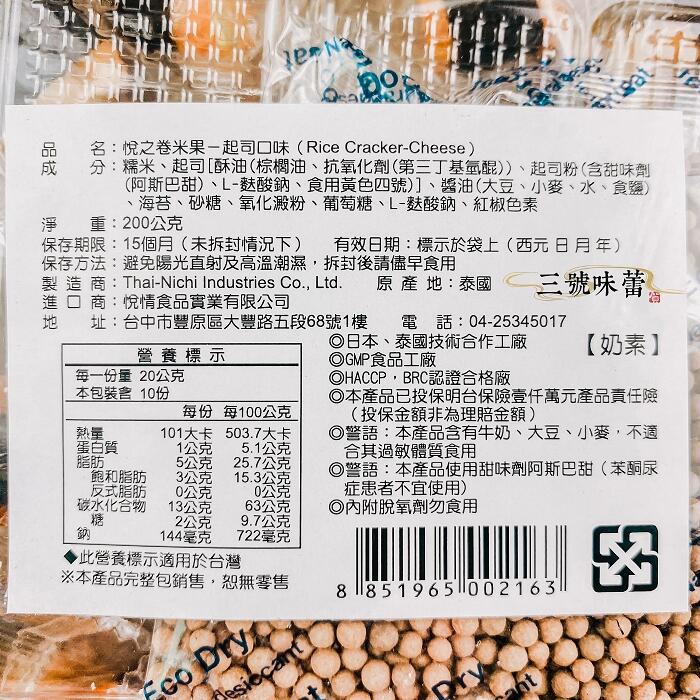 品　　名：悅之卷米果－起司口味（Rice Cracker-Cheese）
成　　分：糯米、起司[酥油(棕櫚油、抗氧化劑(第三丁基氫醌))、起司粉(含甜味劑
(阿斯巴甜)、L-麩酸鈉、食用黃色四號)]、醬油(大豆、小麥、水、食鹽)
、海苔、砂糖、氧化澱粉、葡萄糖、L-麩酸鈉、紅椒色素
淨　　重：200公克
保存期限：15個月（未拆封情況下）　有效日期：標示於袋上（西元 日 月 年）
保存方法：避免陽光直射及高溫潮濕，拆封後請儘早食用
製 造 商：Thai-Nichi Industries Co., Ltd.　原 產 地：泰國
三號味蕾
進 口 商：悅情食品實業有限公司
地　　址：台中市豐原區大豐路五段68號1樓　電　話：04-25345017
營 養 標 示
每一份量 20公克
本包裝含 10份
每份 每100公克
熱量 101大卡 503.7大卡
蛋白質 1公克 5.1公克
脂肪 5公克 25.7公克
飽和脂肪 3公克 15.3公克
反式脂肪 0公克 0公克
碳水化合物 13公克 63公克
糖 2公克 9.7公克
鈉 144毫克 722毫克
◆此營養標示適用於台灣
※本產品完整包銷售，恕無零售
◎日本、泰國技術合作工廠
【奶素】
◎GMP食品工廠
◎HACCP，BRC認證合格廠
◎本產品已投保明台保險壹仟萬元產品責任險
（投保金額非為理賠金額）
◎警語：本產品含有牛奶、大豆、小麥，不適
合其過敏體質食用
◎警語：本產品使用甜味劑阿斯巴甜（苯酮尿
症患者不宜使用）
◎內附脫氧劑勿食用
8 851965 002163
Eco Dry
desiccant
Dry